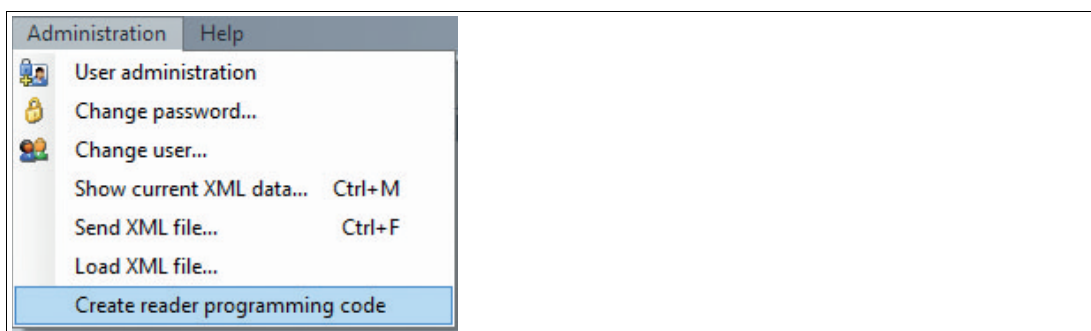 Administration Help
User administration
Change password...
Change user...
Show current XML data... Ctrl+M
Send XML file... Ctrl+F
Load XML file...
Create reader programming code